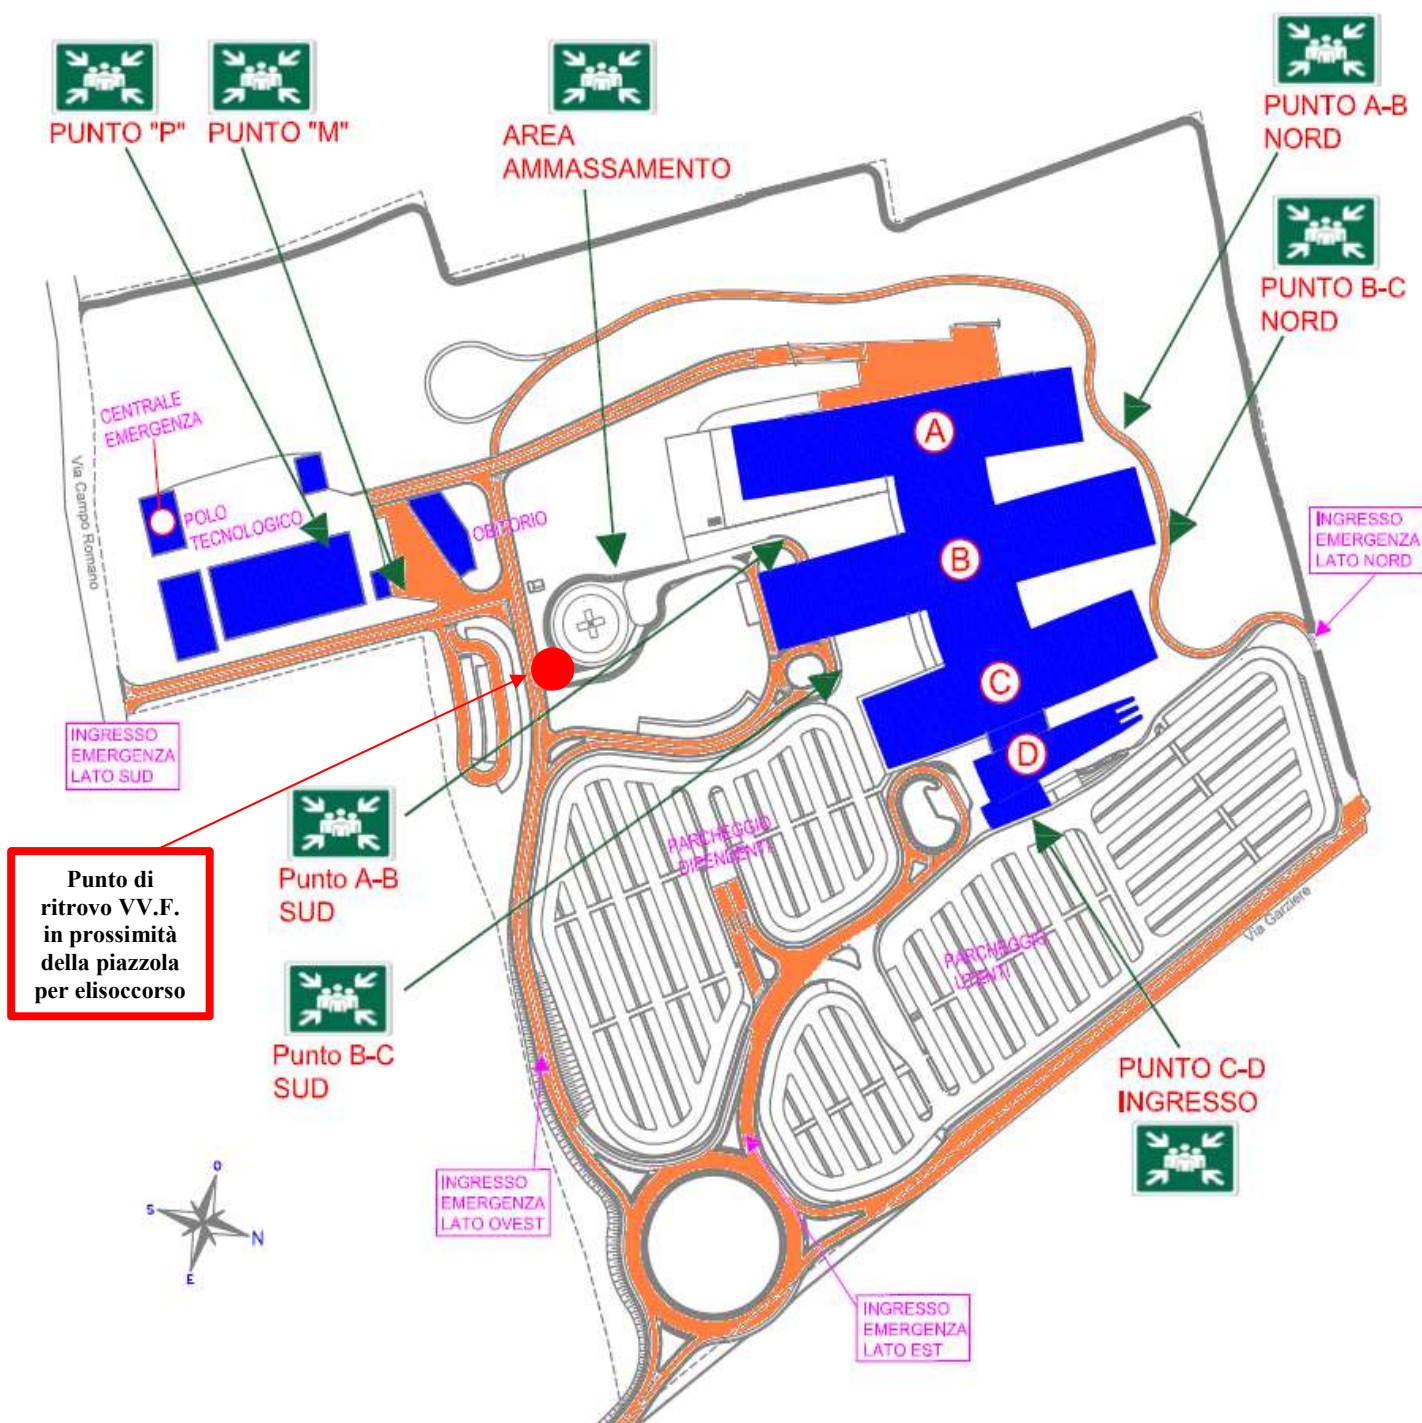 PUNTO "P"
PUNTO "M"
AREA
AMMASSAMENTO
PUNTO A-B
NORD
PUNTO B-C
NORD
CENTRALE
EMERGENZA
Via Campo Romano
POLO
TECNOLOGICO
OBITORIO
A
B
C
D
INGRESSO
EMERGENZA
LATO NORD
INGRESSO
EMERGENZA
LATO SUD
Punto di
ritrovo VV.F.
in prossimità
della piazzola
per elisoccorso
Punto A-B
SUD
PARCHEGGIO
DIPENDENTI
Via Garziere
PARCHEGGIO
UTENTI
Punto B-C
SUD
PUNTO C-D
INGRESSO
INGRESSO
EMERGENZA
LATO OVEST
O
S
N
E
INGRESSO
EMERGENZA
LATO EST